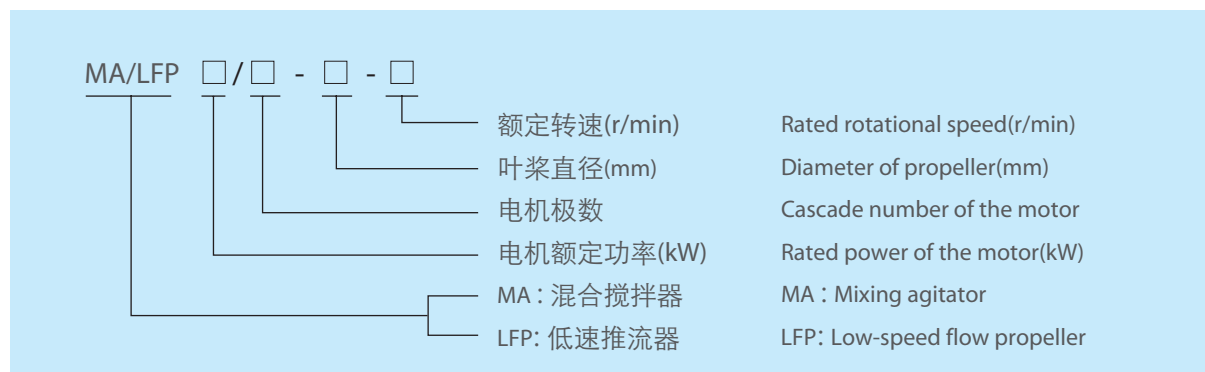 MA/LFP □/□ - □ - □
额定转速(r/min) Rated rotational speed(r/min)
叶桨直径(mm) Diameter of propeller(mm)
电机极数 Cascade number of the motor
电机额定功率(kW) Rated power of the motor(kW)
MA：混合搅拌器 MA：Mixing agitator
LFP：低速推流器 LFP：Low-speed flow propeller